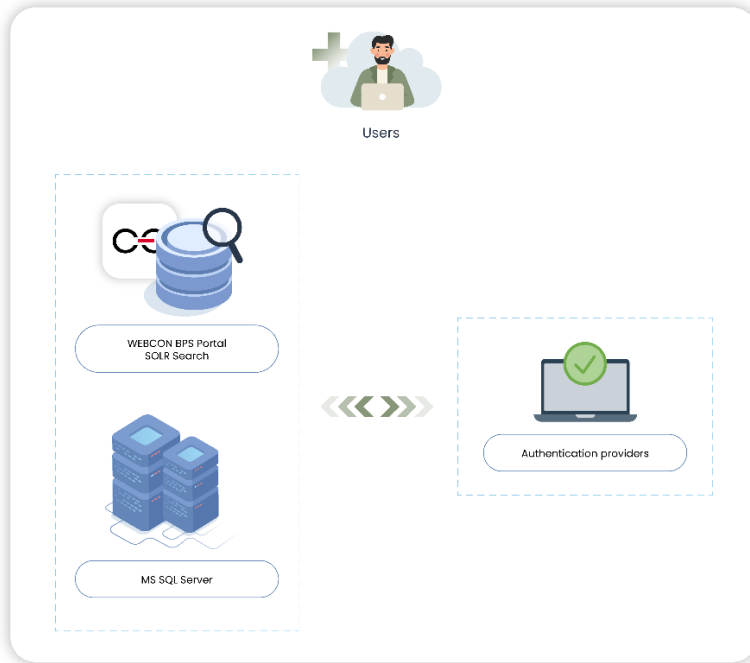 Users
WEBCON BPS Portal
SOLR Search
Authentication providers
MS SQL Server